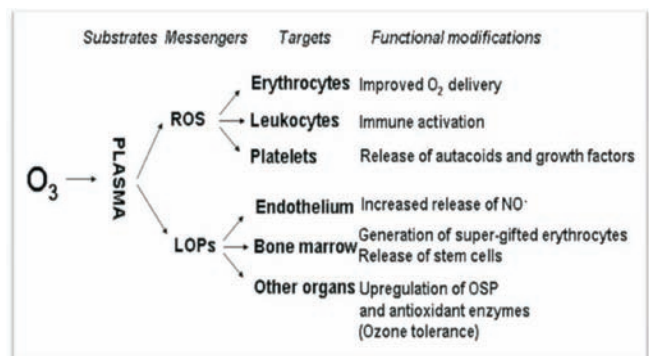 Substrates Messengers Targets Functional modifications
Erythrocytes Improved O₂ delivery
ROS Leukocytes Immune activation
Platelets Release of autacoids and growth factors
O₃ PLASMA
Endothelium Increased release of NO·
LOPs Bone marrow Generation of super-gifted erythrocytes
Release of stem cells
Other organs Upregulation of OSP
and antioxidant enzymes
(Ozone tolerance)